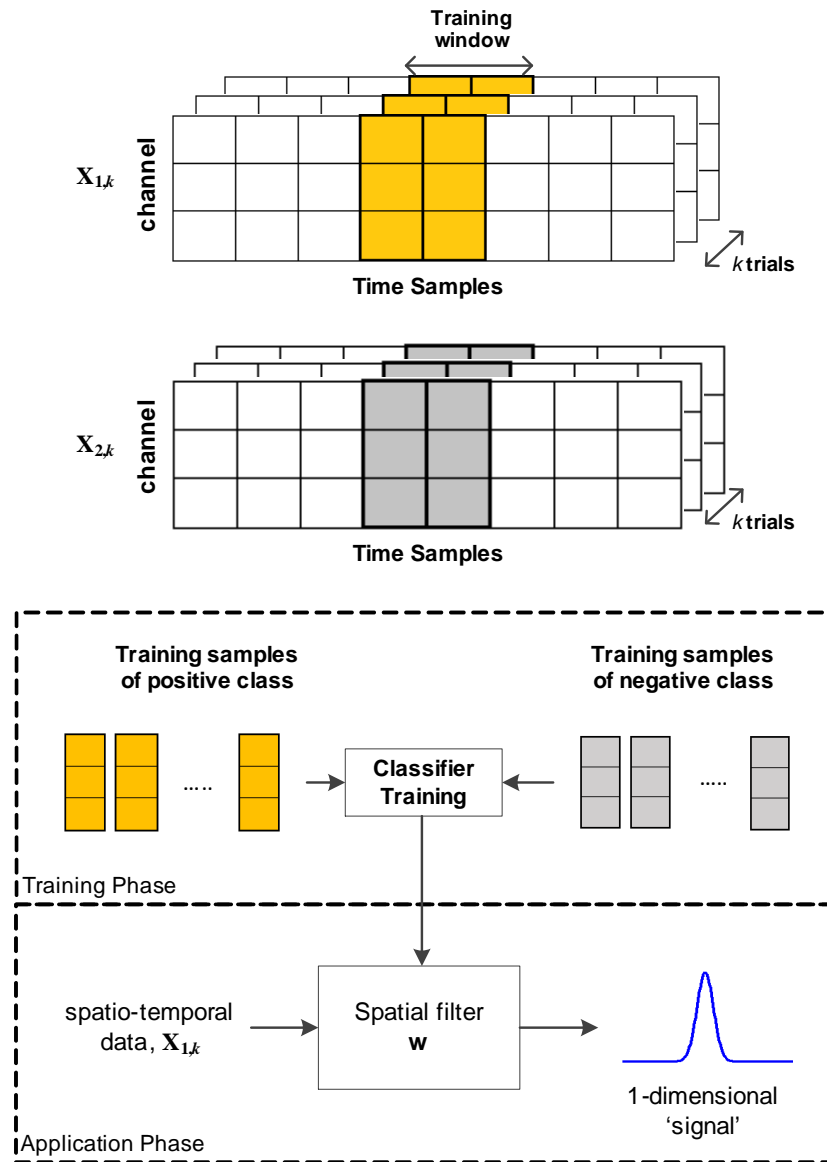 Training
window
X1,k
channel
k trials
Time Samples
X2,k
channel
k trials
Time Samples
Training samples
of positive class
Training samples
of negative class
.....
Classifier
Training
.....
Training Phase
spatio-temporal
data, X1,k
Spatial filter
w
1-dimensional
‘signal’
Application Phase